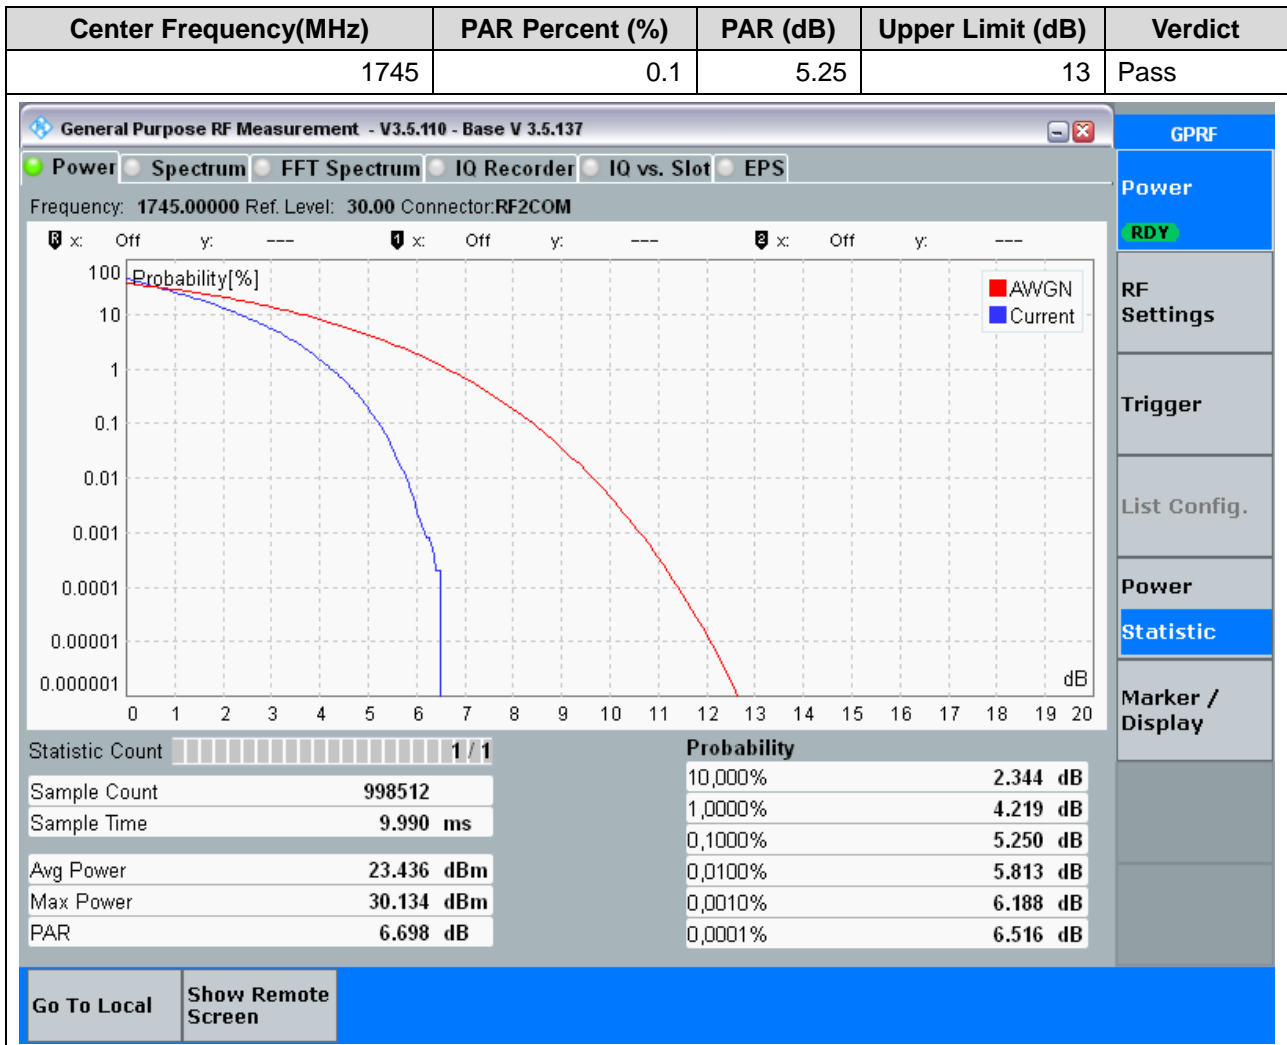 Center Frequency(MHz) PAR Percent (%) PAR (dB) Upper Limit (dB) Verdict
1745 0.1 5.25 13 Pass
General Purpose RF Measurement - V3.5.110 - Base V 3.5.137
GPRF
Power Spectrum FFT Spectrum IQ Recorder IQ vs. Slot EPS
Power
RDY
Frequency: 1745.00000 Ref. Level: 30.00 Connector:RF2COM
R x: Off y: --- 1 x: Off y: --- 2 x: Off y: ---
Probability[%]
AWGN
Current
100
10
1
0.1
0.01
0.001
0.0001
0.00001
0.000001
dB
0 1 2 3 4 5 6 7 8 9 10 11 12 13 14 15 16 17 18 19 20
RF
Settings
Trigger
List Config.
Power
Statistic
Marker /
Display
Statistic Count 1 / 1
Sample Count 998512
Sample Time 9.990 ms
Avg Power 23.436 dBm
Max Power 30.134 dBm
PAR 6.698 dB
Probability
10,000% 2.344 dB
1,0000% 4.219 dB
0,1000% 5.250 dB
0,0100% 5.813 dB
0,0010% 6.188 dB
0,0001% 6.516 dB
Go To Local
Show Remote
Screen